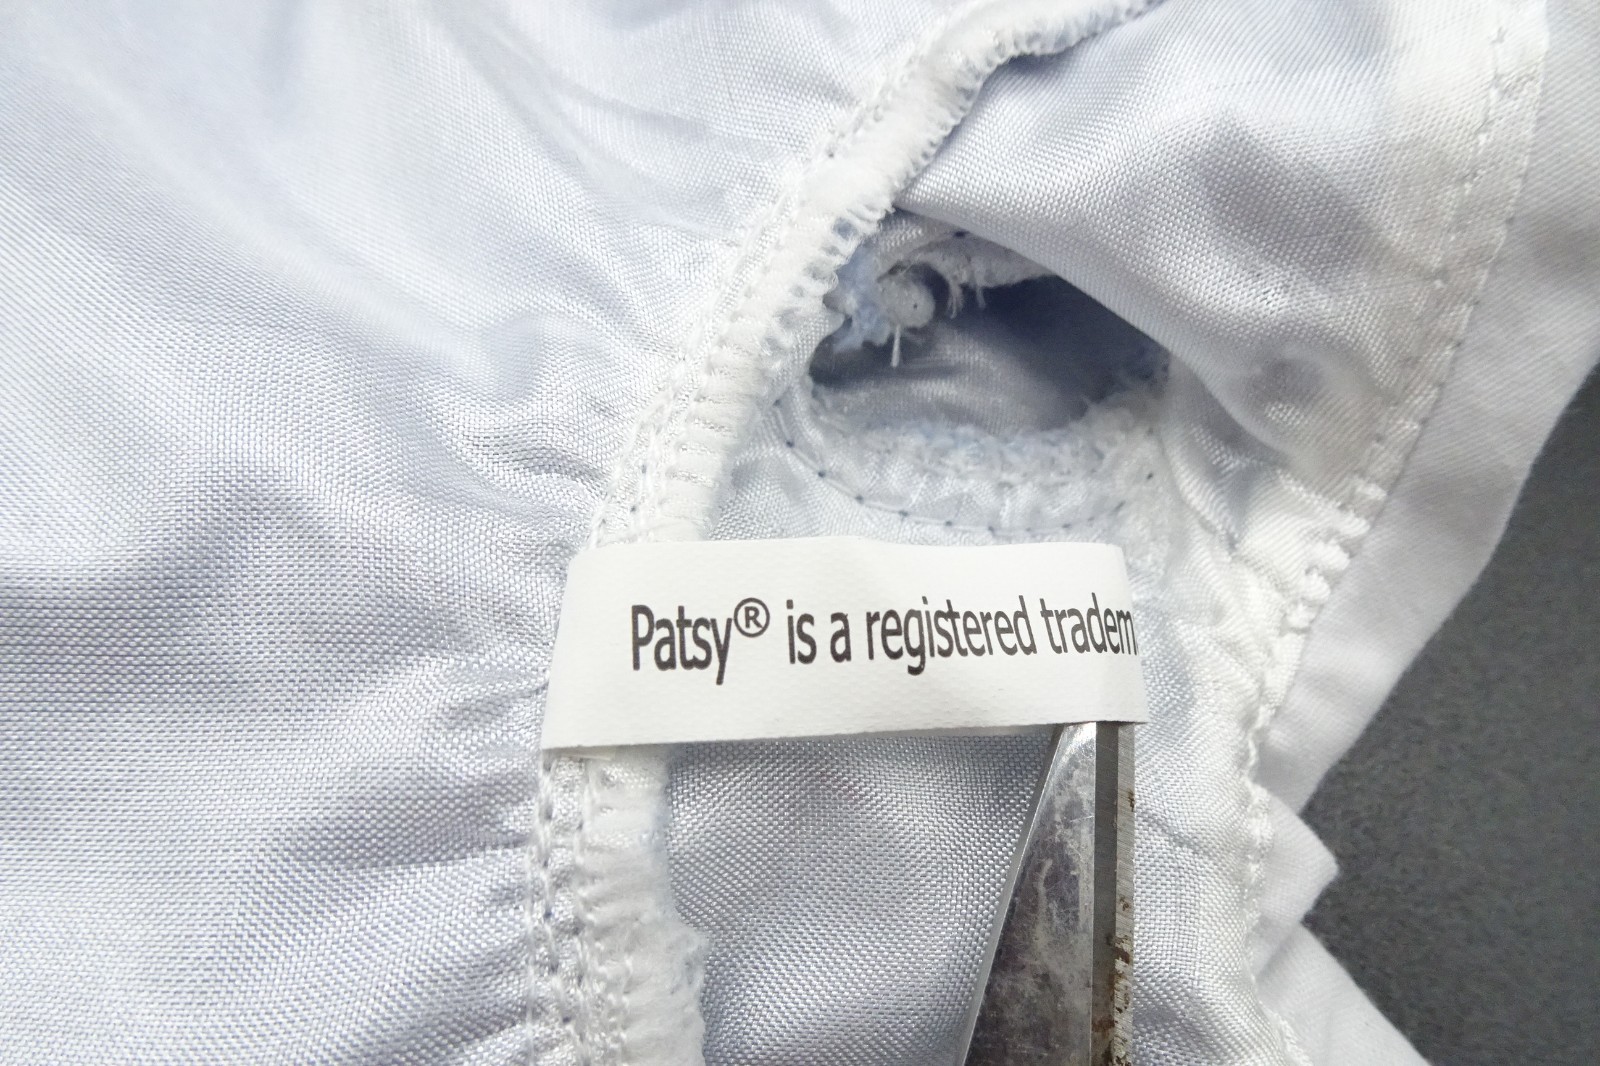 Patsy® is a registered tradem